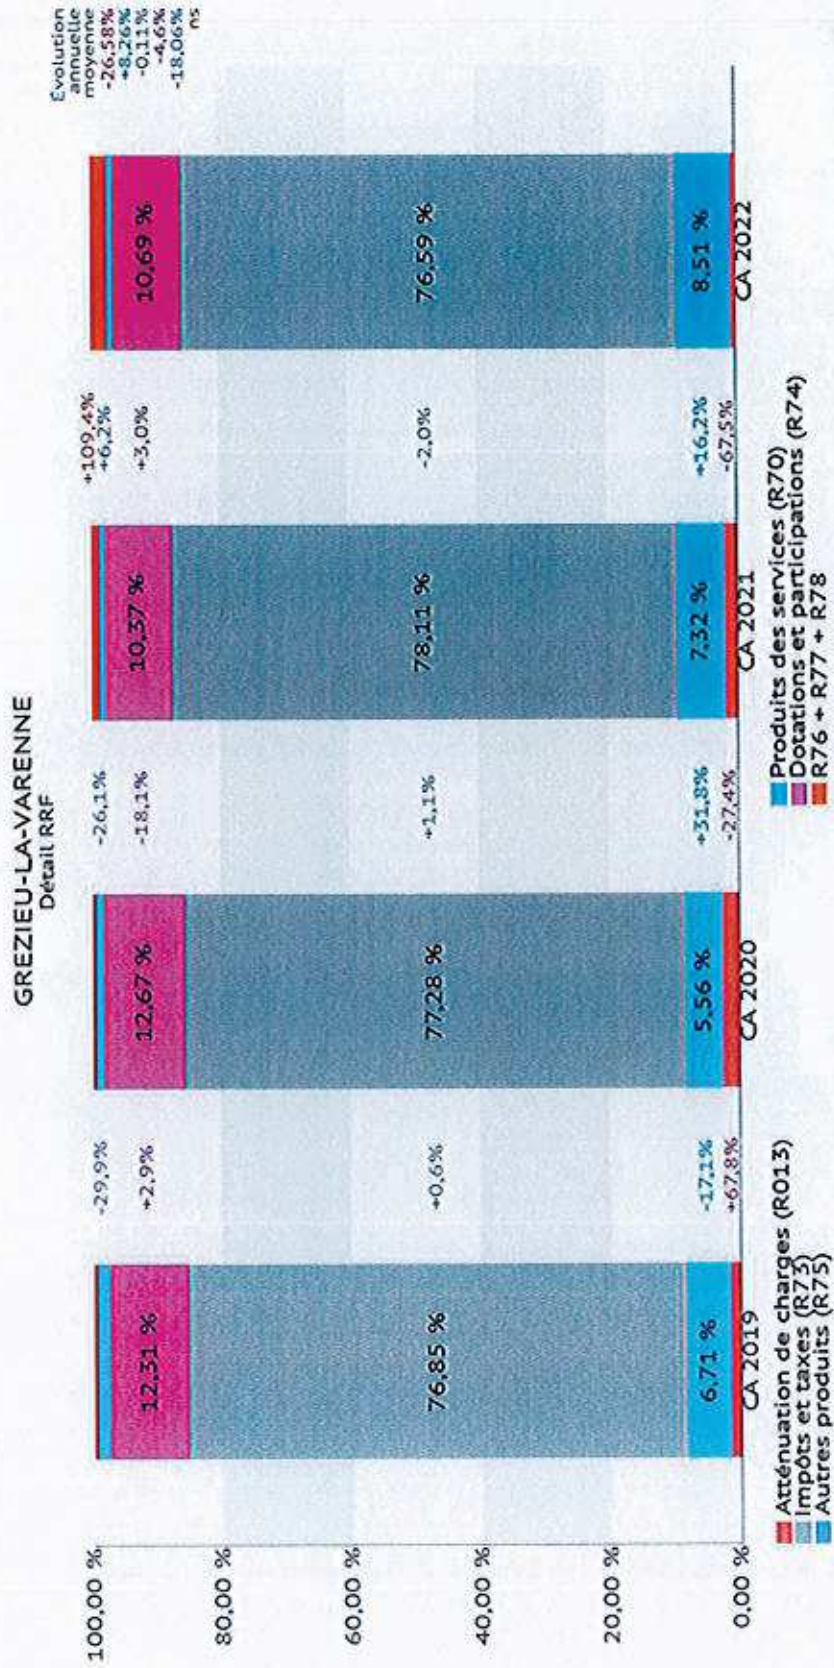 GREZIEU-LA-VARENNE
Détail RRF
Évolution
annuelle
moyenne
-26,58%
+8,26%
-0,11%
-4,6%
-18,06%
ns
100,00 %
80,00 %
60,00 %
40,00 %
20,00 %
0,00 %
12,31 %
76,85 %
6,71 %
CA 2019
-29,9%
+2,9%
+0,6%
-17,1%
+67,8%
12,67 %
77,28 %
5,56 %
CA 2020
-26,1%
-18,1%
+1,1%
+31,8%
-27,4%
10,37 %
78,11 %
7,32 %
CA 2021
+109,4%
+6,2%
+3,0%
-2,0%
+16,2%
-67,5%
10,69 %
76,59 %
8,51 %
CA 2022
Atténuation de charges (R013)
Impôts et taxes (R73)
Autres produits (R75)
Produits des services (R70)
Dotations et participations (R74)
R76 + R77 + R78